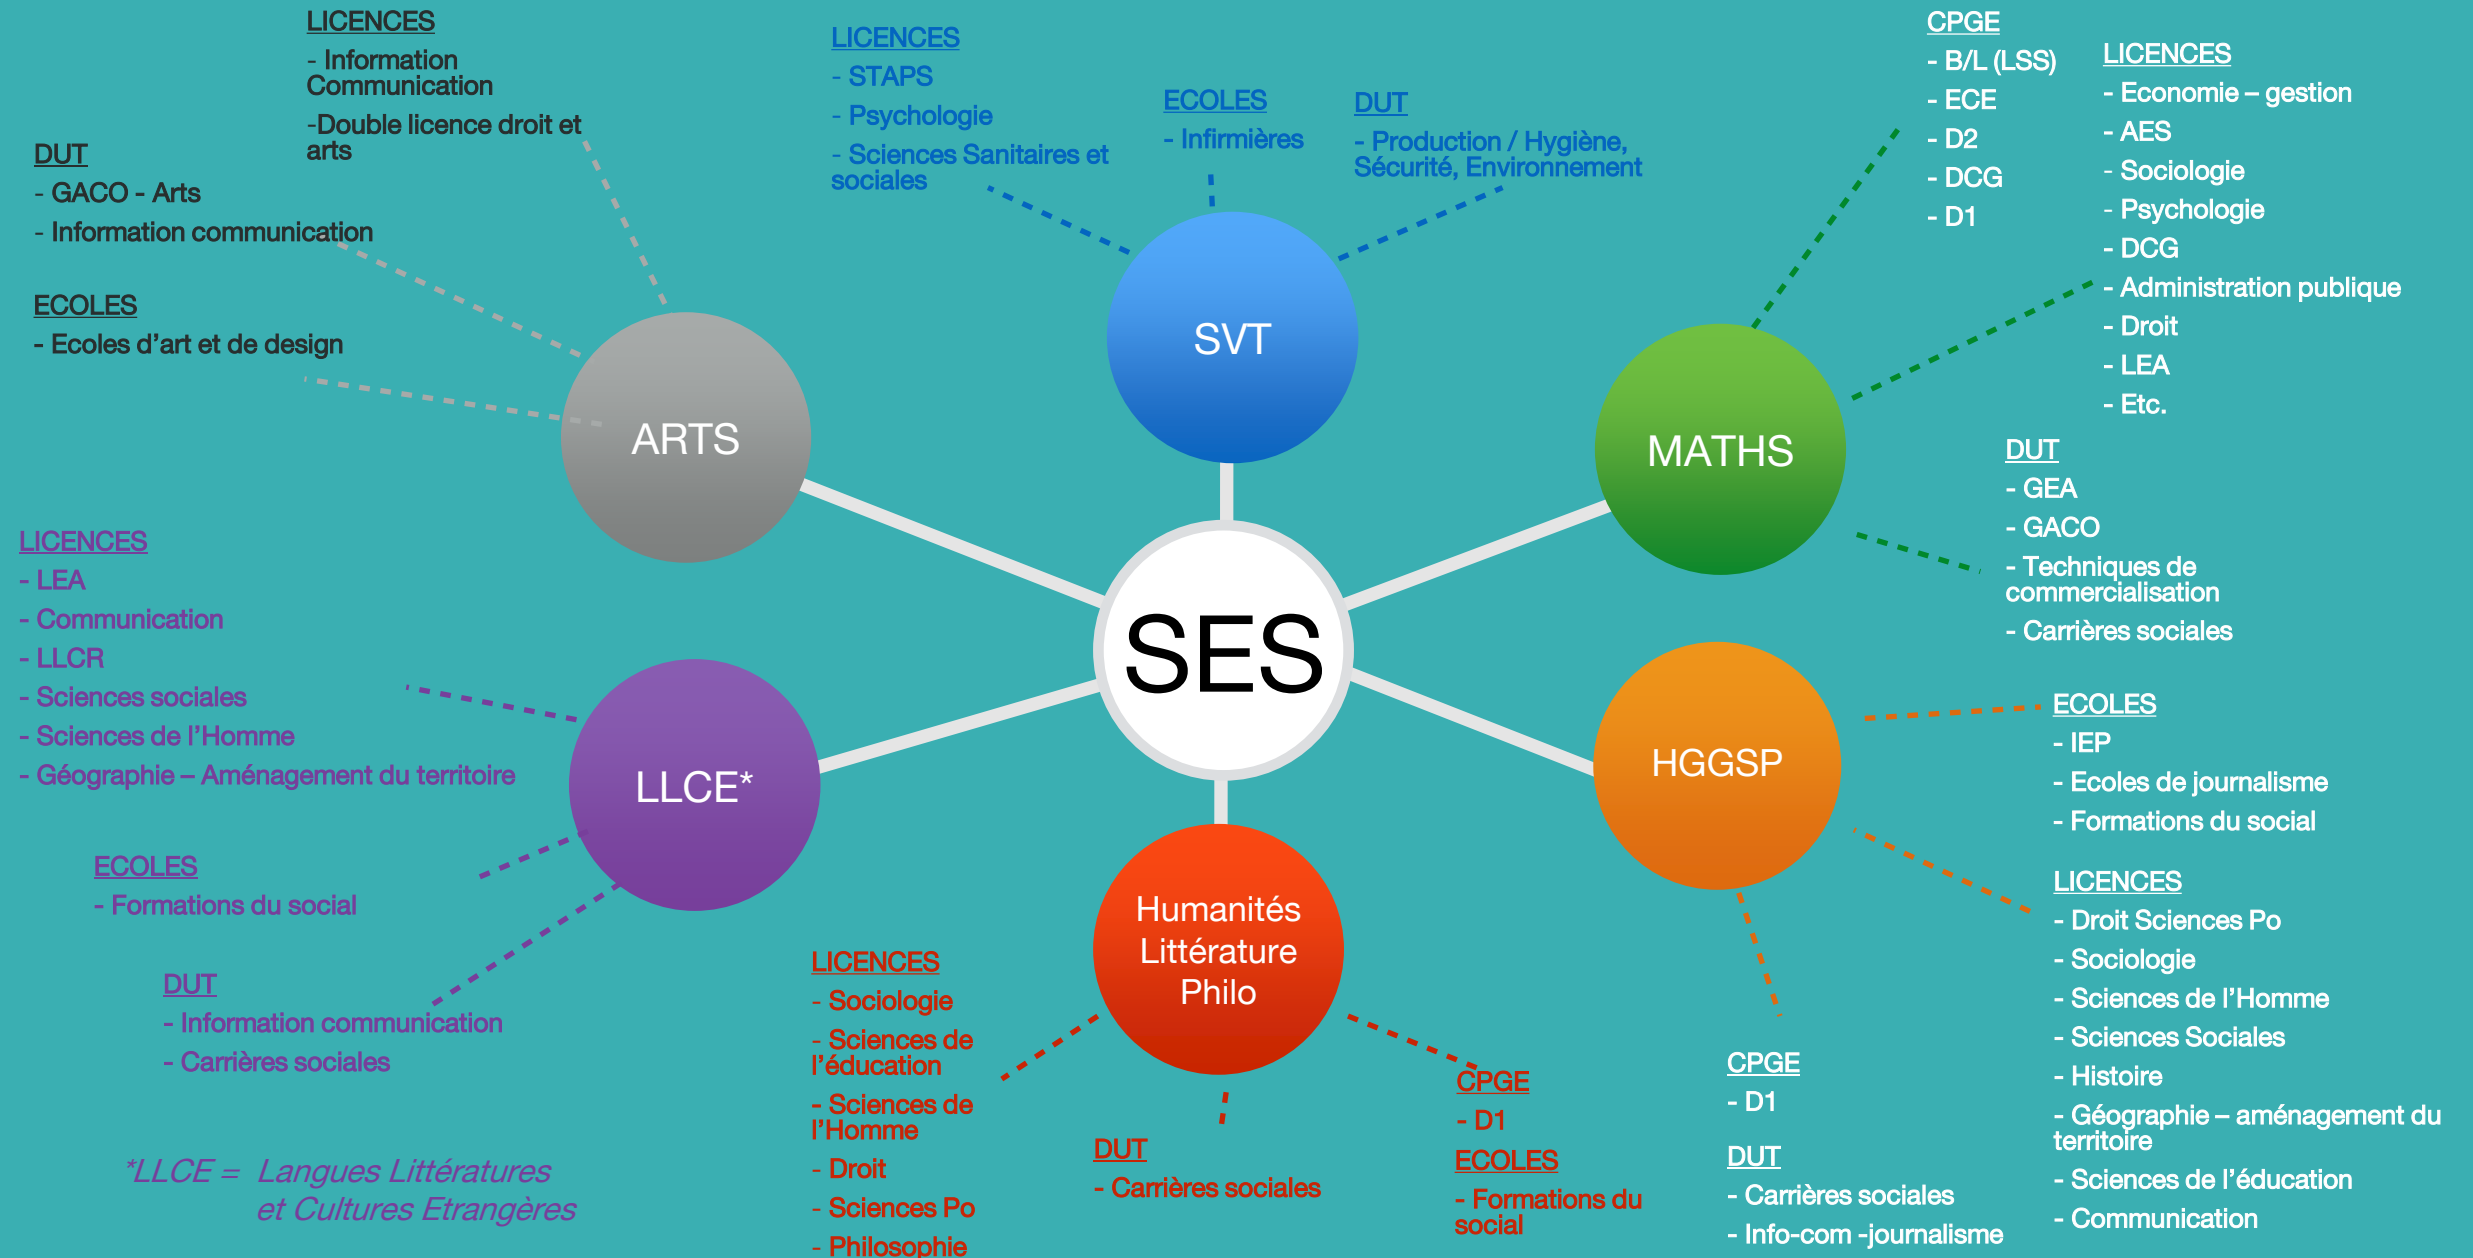 LICENCES
- Information
Communication
-Double licence droit et
arts
DUT
- GACO - Arts
- Information communication
ECOLES
- Ecoles d’art et de design
ARTS
LICENCES
- STAPS
- Psychologie
- Sciences Sanitaires et
sociales
ECOLES
- Infirmières
DUT
- Production / Hygiène,
Sécurité, Environnement
SVT
CPGE
- B/L (LSS)
- ECE
- D2
- DCG
- D1
LICENCES
- Economie – gestion
- AES
- Sociologie
- Psychologie
- DCG
- Administration publique
- Droit
- LEA
- Etc.
DUT
- GEA
- GACO
- Techniques de
commercialisation
- Carrières sociales
MATHS
SES
LICENCES
- LEA
- Communication
- LLCR
- Sciences sociales
- Sciences de l’Homme
- Géographie – Aménagement du territoire
ECOLES
- Formations du social
DUT
- Information communication
- Carrières sociales
LLCE*
*LLCE = Langues Littératures
et Cultures Etrangères
Humanités
Littérature
Philo
LICENCES
- Sociologie
- Sciences de
l’éducation
- Sciences de
l’Homme
- Droit
- Sciences Po
- Philosophie
DUT
- Carrières sociales
CPGE
- D1
ECOLES
- Formations du
social
HGGSP
ECOLES
- IEP
- Ecoles de journalisme
- Formations du social
LICENCES
- Droit Sciences Po
- Sociologie
- Sciences de l’Homme
- Sciences Sociales
- Histoire
- Géographie – aménagement du
territoire
- Sciences de l’éducation
- Communication
CPGE
- D1
DUT
- Carrières sociales
- Info-com -journalisme